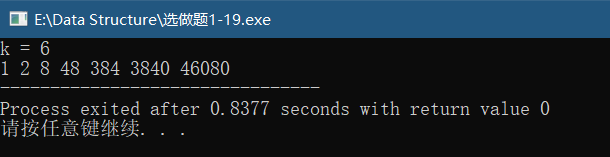 E:\Data Structure\选做题1-19.exe
k = 6
1 2 8 48 384 3840 46080
--------------------------------
Process exited after 0.8377 seconds with return value 0
请按任意键继续. . .